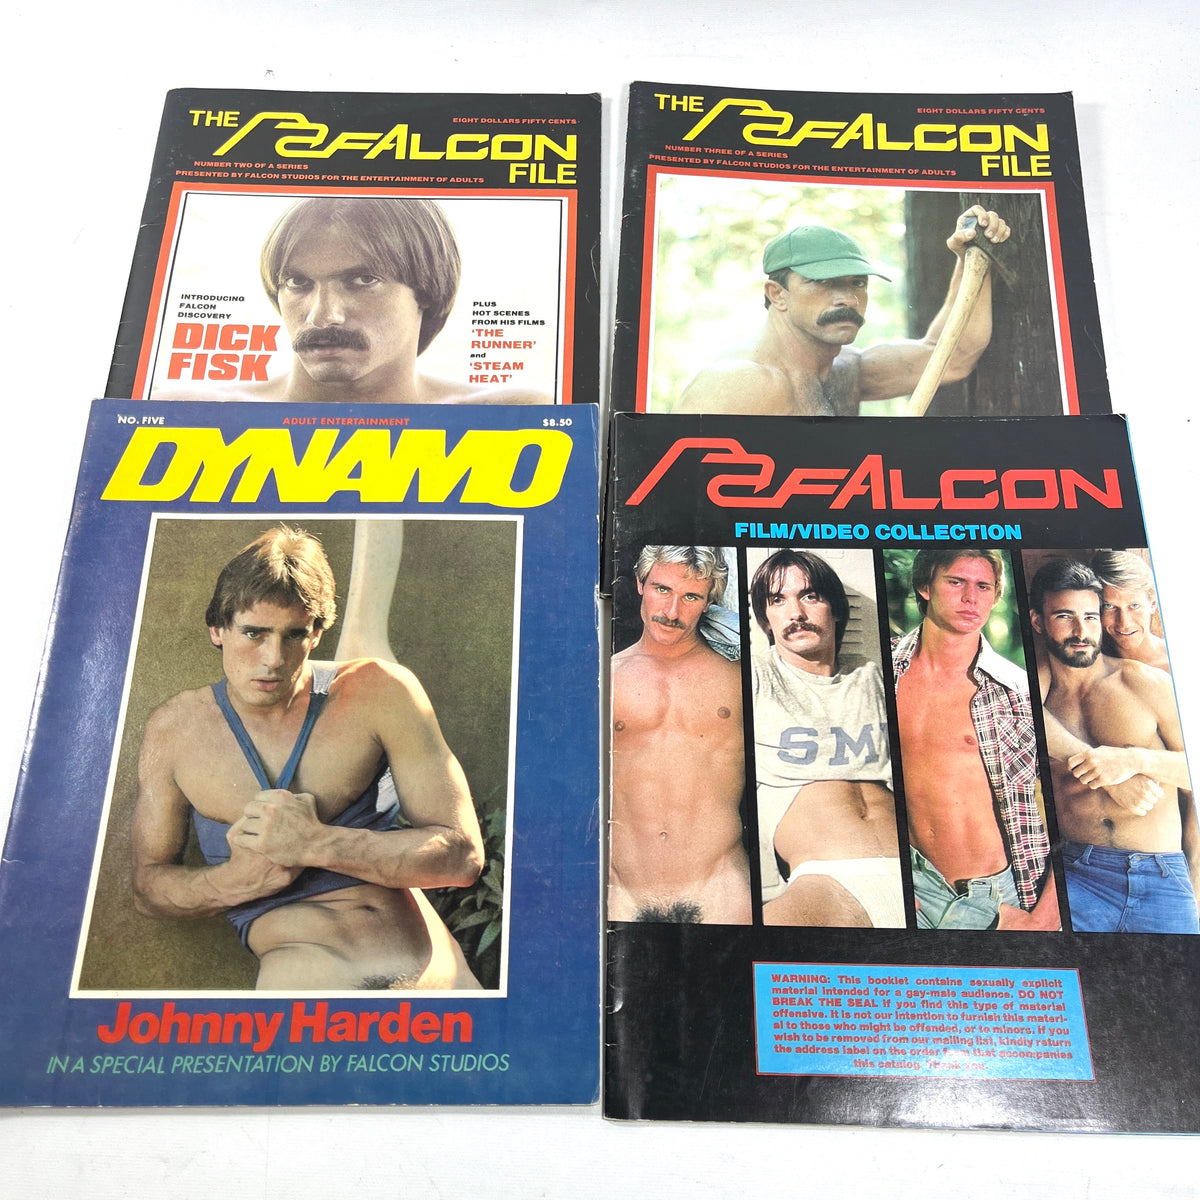 THE FALCON
FILE
EIGHT DOLLARS FIFTY CENTS
NUMBER TWO OF A SERIES
PRESENTED BY FALCON STUDIOS FOR THE ENTERTAINMENT OF ADULTS
INTRODUCING
FALCON
DISCOVERY
DICK
FISK
PLUS
HOT SCENES
FROM HIS FILMS
'THE
RUNNER'
and
'STEAM
HEAT'
THE FALCON
FILE
EIGHT DOLLARS FIFTY CENTS
NUMBER THREE OF A SERIES
PRESENTED BY FALCON STUDIOS FOR THE ENTERTAINMENT OF ADULTS
NO. FIVE
ADULT ENTERTAINMENT
$8.50
DYNAMO
Johnny Harden
IN A SPECIAL PRESENTATION BY FALCON STUDIOS
FALCON
FILM/VIDEO COLLECTION
SM
WARNING: This booklet contains sexually explicit
material intended for a gay-male audience. DO NOT
BREAK THE SEAL if you find this type of material
offensive. It is not our intention to furnish this materi-
al to those who might be offended, or to minors. If you
wish to be removed from our mailing list, kindly return
the address label on the order form that accompanies
this catalog. Thank you.